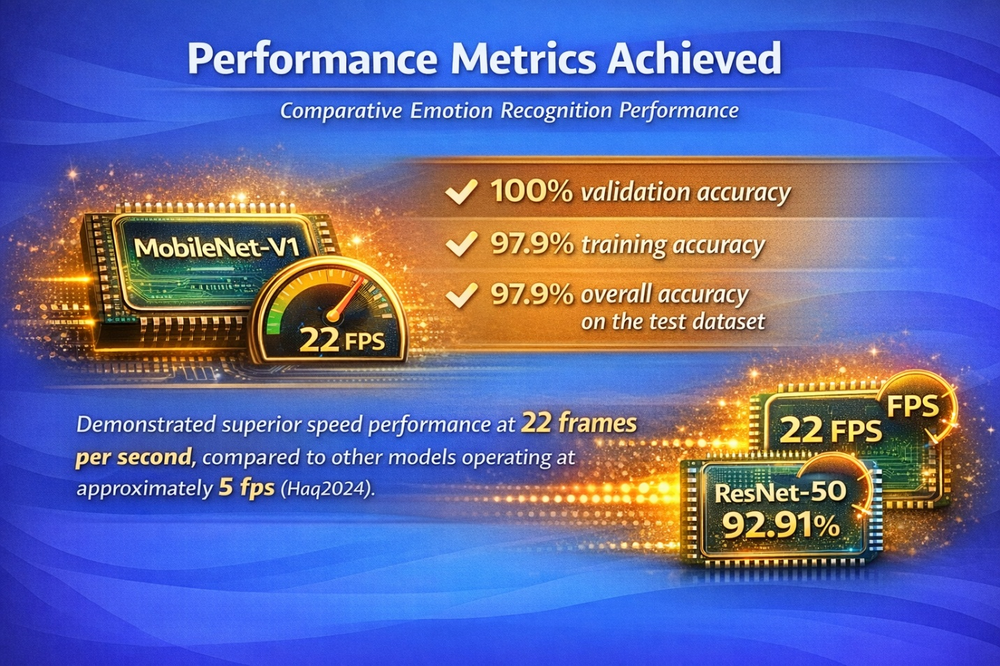 Performance Metrics Achieved
Comparative Emotion Recognition Performance
MobileNet-V1
22 FPS
100% validation accuracy
97.9% training accuracy
97.9% overall accuracy
on the test dataset
Demonstrated superior speed performance at 22 frames
per second, compared to other models operating at
approximately 5 fps (Haq2024).
FPS
22 FPS
ResNet-50
92.91%